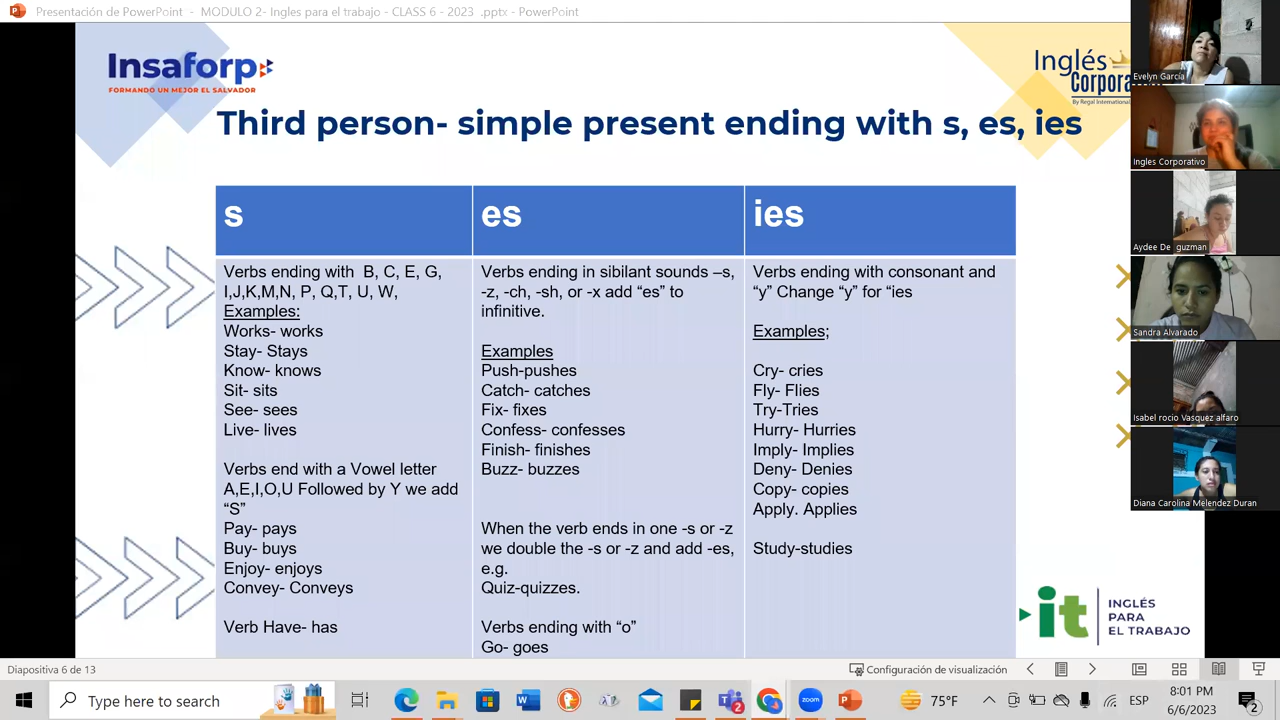 Presentación de PowerPoint - MODULO 2- Ingles para el trabajo - CLASS 6 - 2023 .pptx - PowerPoint
Insaforp
FORMANDO UN MEJOR EL SALVADOR
Inglés
Corpora
By Regal International
Third person- simple present ending with s, es, ies
s
Verbs ending with B, C, E, G,
I,J,K,M,N, P, Q,T, U, W,
Examples:
Works- works
Stay- Stays
Know- knows
Sit- sits
See- sees
Live- lives
Verbs end with a Vowel letter
A,E,I,O,U Followed by Y we add
“S”
Pay- pays
Buy- buys
Enjoy- enjoys
Convey- Conveys
Verb Have- has
es
Verbs ending in sibilant sounds –s,
-z, -ch, -sh, or -x add “es” to
infinitive.
Examples
Push-pushes
Catch- catches
Fix- fixes
Confess- confesses
Finish- finishes
Buzz- buzzes
When the verb ends in one -s or -z
we double the -s or -z and add -es,
e.g.
Quiz-quizzes.
Verbs ending with “o”
Go- goes
ies
Verbs ending with consonant and
“y” Change “y” for “ies
Examples;
Cry- cries
Fly- Flies
Try-Tries
Hurry- Hurries
Imply- Implies
Deny- Denies
Copy- copies
Apply. Applies
Study-studies
it
INGLÉS
PARA
EL TRABAJO
Evelyn García
Ingles Corporativo
Aydee De guzman
Sandra Alvarado
Isabel rocio Vasquez alfaro
Diana Carolina Melendez Duran
Diapositiva 6 de 13
Configuración de visualización
Type here to search
zoom
75°F
ESP
8:01 PM
6/6/2023
2
2